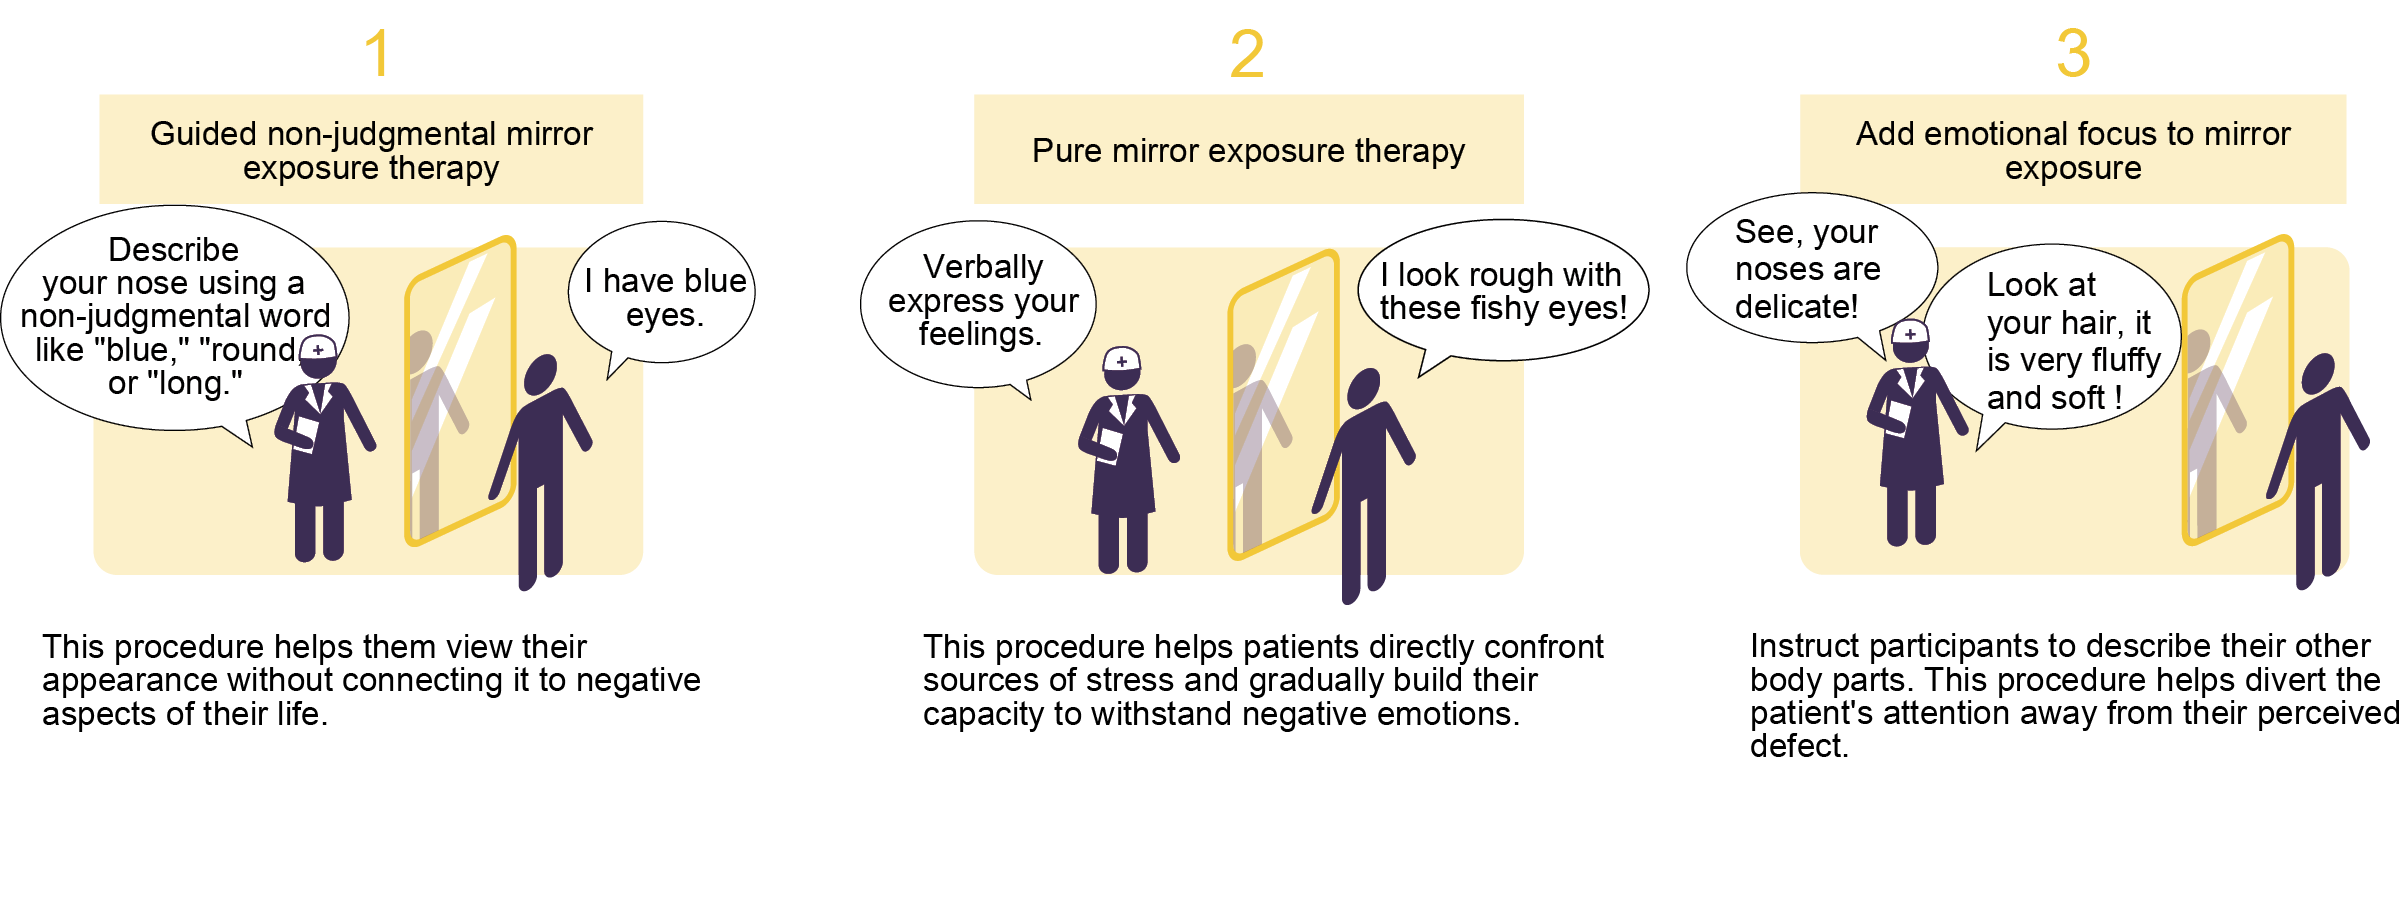 1
Guided non-judgmental mirror
exposure therapy
Describe
your nose using a
non-judgmental word
like "blue," "round,
or "long."
I have blue
eyes.
This procedure helps them view their
appearance without connecting it to negative
aspects of their life.
2
Pure mirror exposure therapy
Verbally
express your
feelings.
I look rough with
these fishy eyes!
This procedure helps patients directly confront
sources of stress and gradually build their
capacity to withstand negative emotions.
3
Add emotional focus to mirror
exposure
See, your
noses are
delicate!
Look at
your hair, it
is very fluffy
and soft !
Instruct participants to describe their other
body parts. This procedure helps divert the
patient's attention away from their perceived
defect.